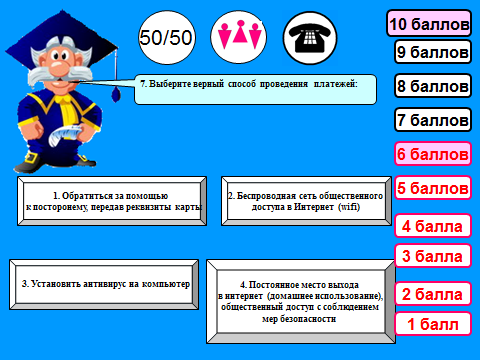 50/50
10 баллов
9 баллов
8 баллов
7 баллов
6 баллов
5 баллов
4 балла
3 балла
2 балла
1 балл
7. Выберите верный способ проведения платежей:
1. Обратиться за помощью
к посторонему, передав реквизиты карты
2. Беспроводная сеть общественного
доступа в Интернет (wifi)
3. Установить антивирус на компьютер
4. Постоянное место выхода
в интернет (домашнее использование),
общественный доступ с соблюдением
мер безопасности